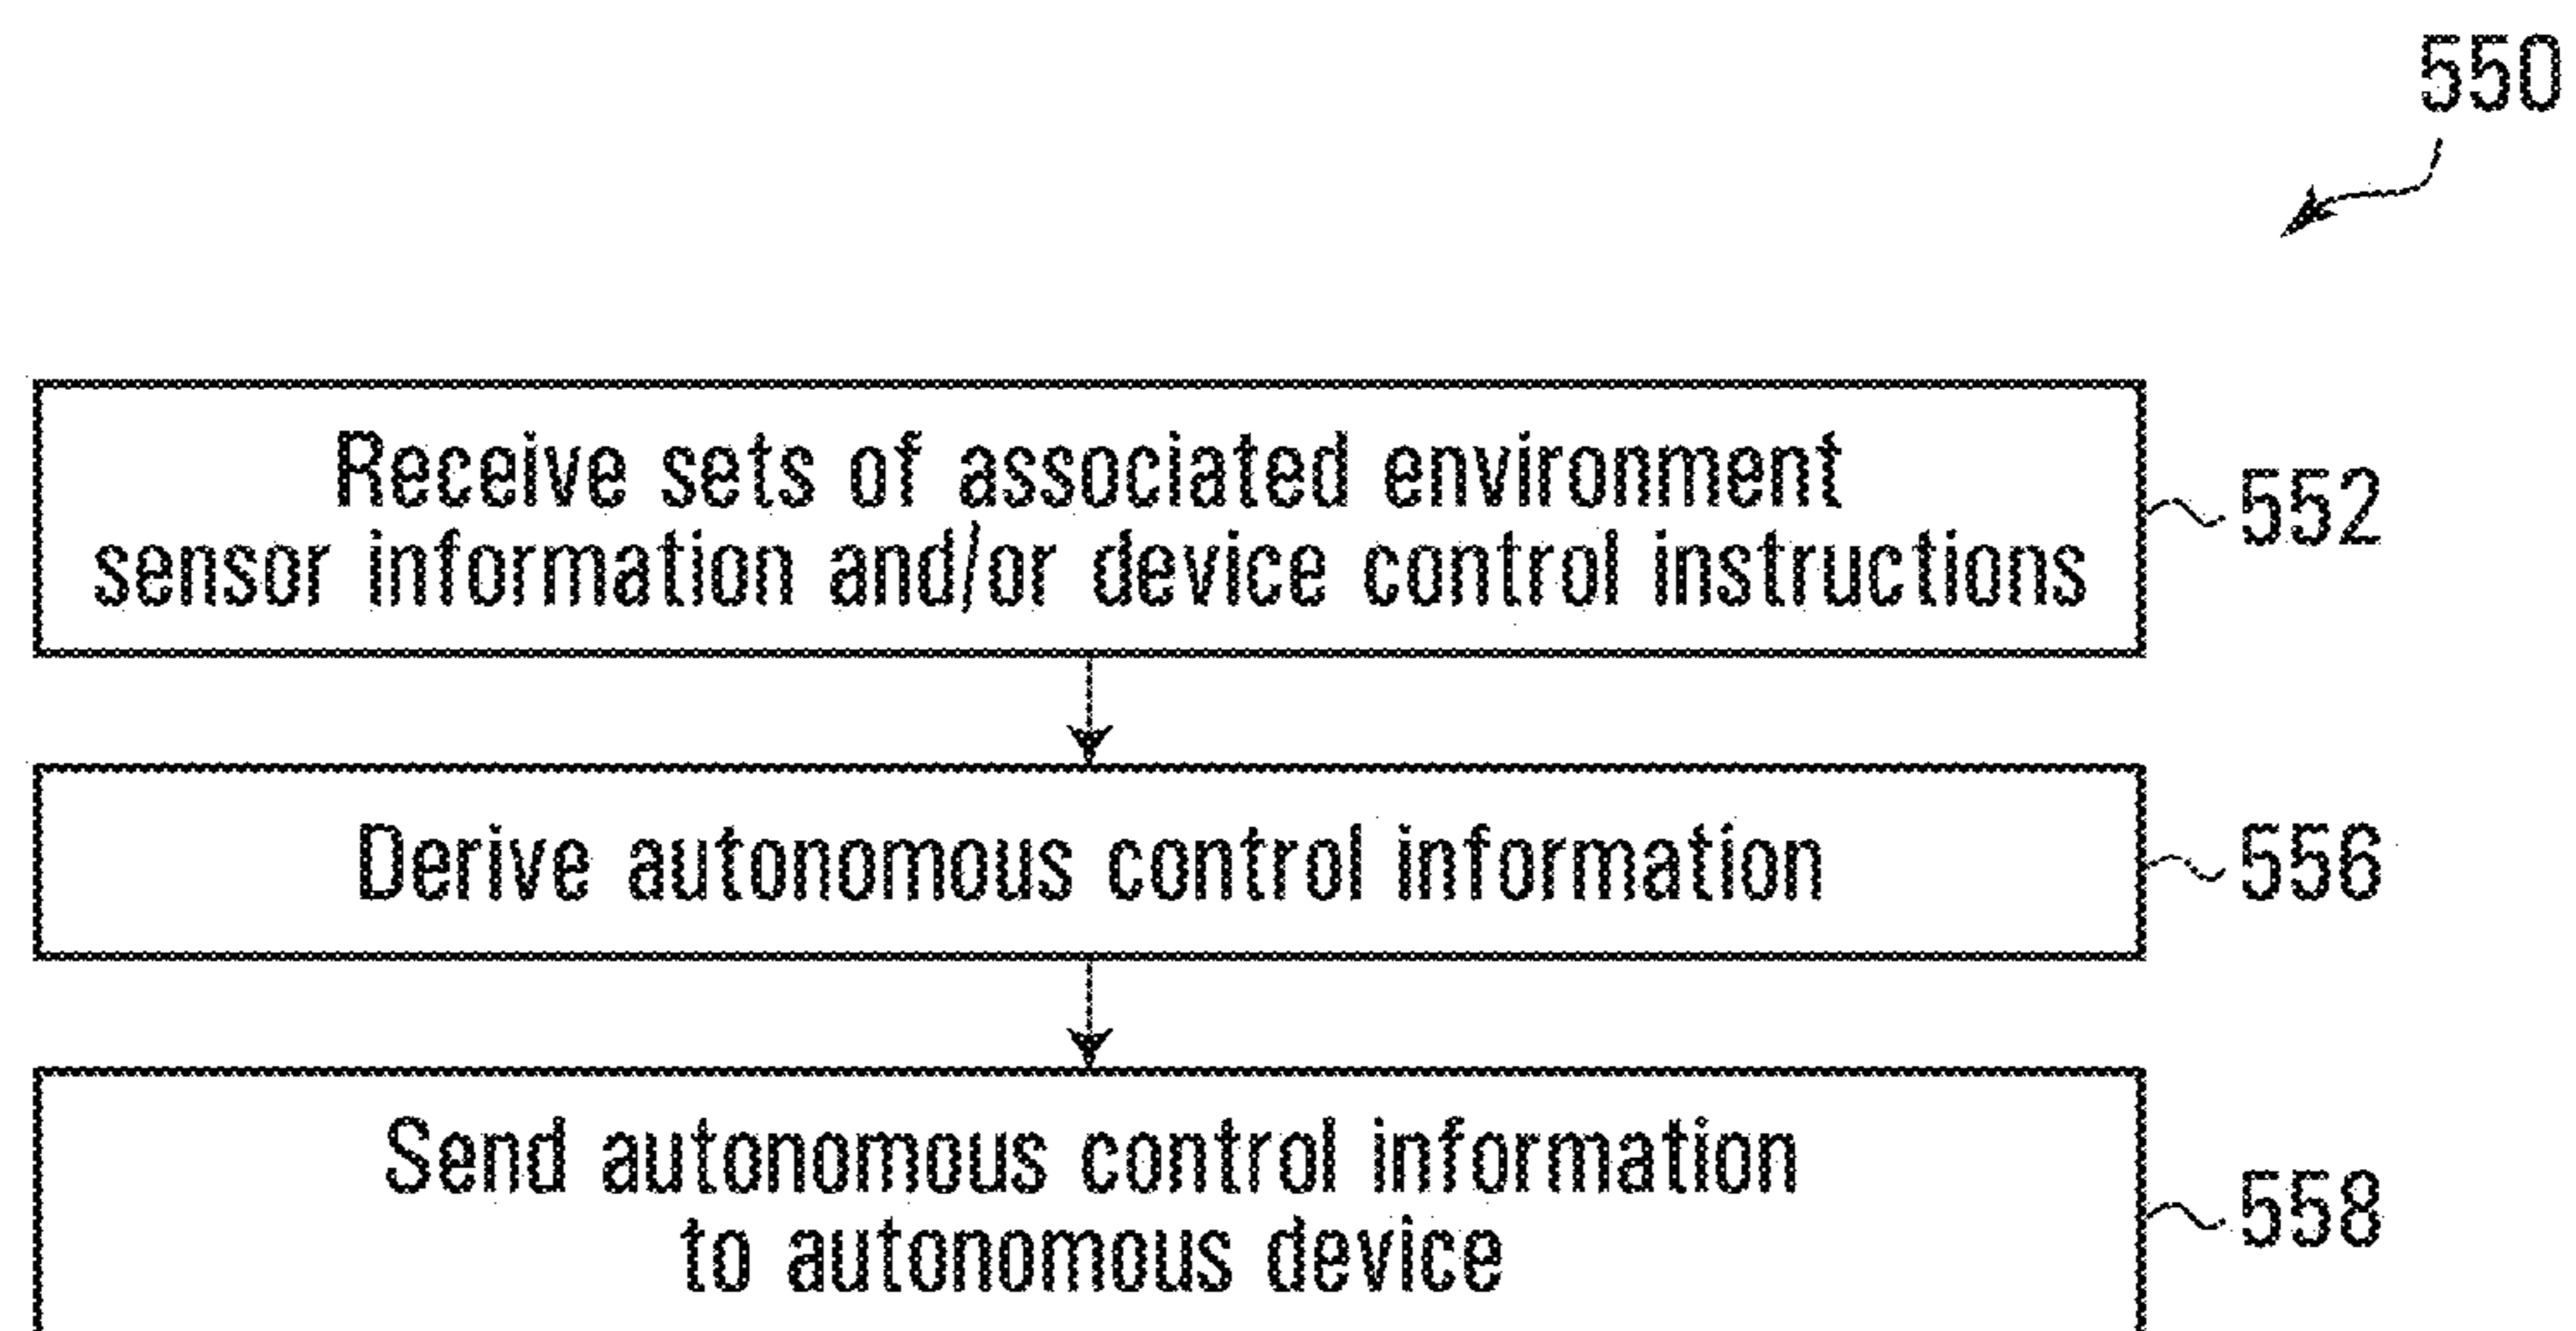 550
Receive sets of associated environment
sensor information and/or device control instructions
552
Derive autonomous control information
556
Send autonomous control information
to autonomous device
558